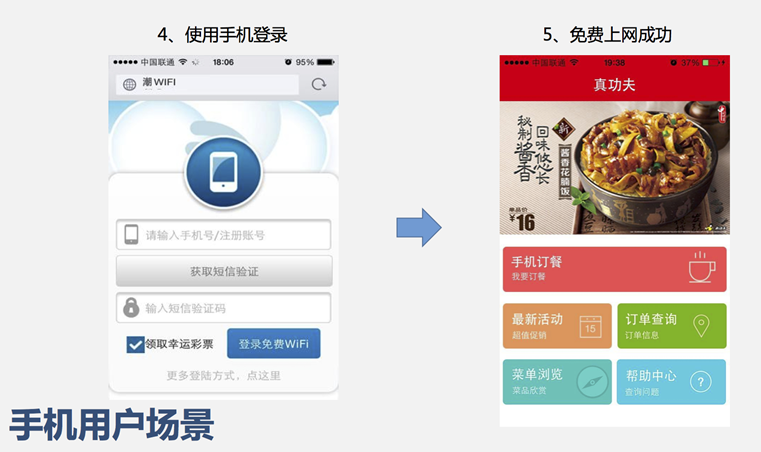 4、使用手机登录
5、免费上网成功
中国联通
18:06
95%
潮WIFI
请输入手机号/注册账号
获取短信验证
输入短信验证码
领取幸运彩票
登录免费WiFi
更多登陆方式，点这里
中国联通
19:38
37%
真功夫
新
秘制酱香
回味悠长
酱香花腩饭
单品价
¥16
手机订餐
我要订餐
最新活动
超值促销
15
订单查询
订单信息
菜单浏览
菜品欣赏
帮助中心
查询问题
?
手机用户场景